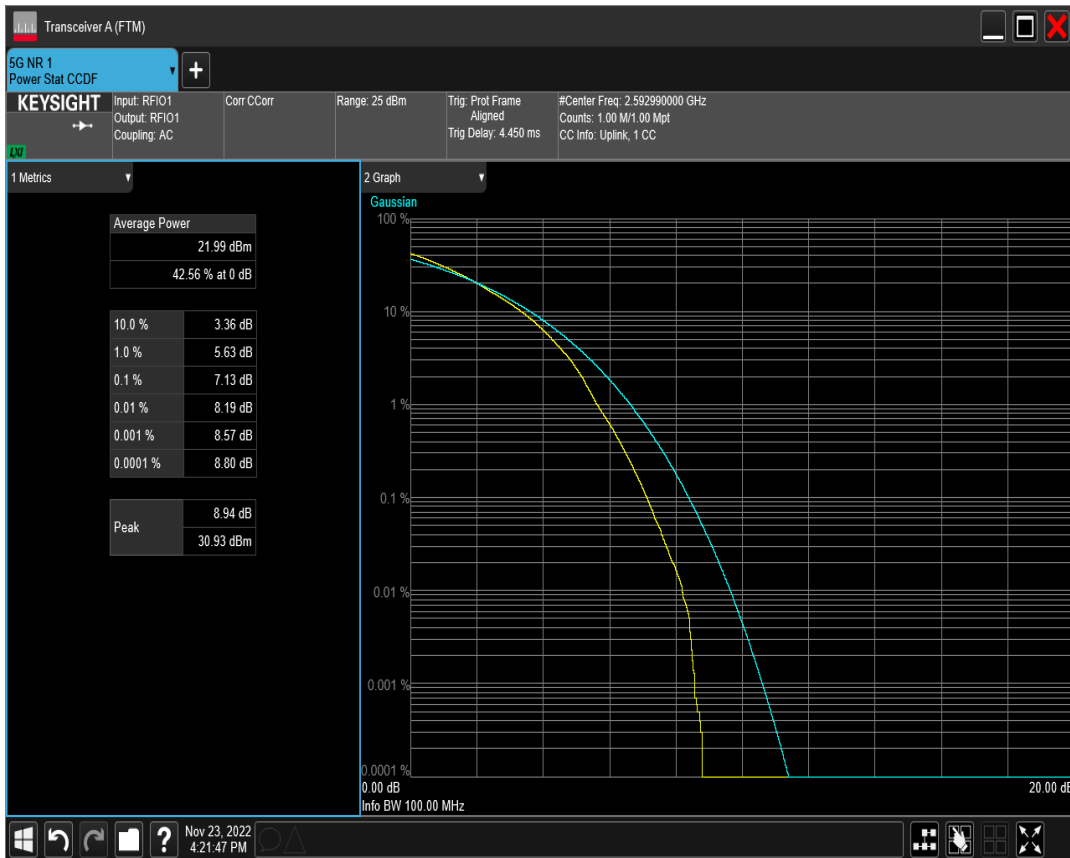 Transceiver A (FTM)
5G NR 1
Power Stat CCDF
+
KEYSIGHT
LXI
Input: RFIO1
Output: RFIO1
Coupling: AC
Corr CCorr
Range: 25 dBm
Trig: Prot Frame
Aligned
Trig Delay: 4.450 ms
#Center Freq: 2.592990000 GHz
Counts: 1.00 M/1.00 Mpt
CC Info: Uplink, 1 CC
1 Metrics
Average Power
21.99 dBm
42.56 % at 0 dB
10.0 % 3.36 dB
1.0 % 5.63 dB
0.1 % 7.13 dB
0.01 % 8.19 dB
0.001 % 8.57 dB
0.0001 % 8.80 dB
Peak 8.94 dB
30.93 dBm
2 Graph
Gaussian
100 %
10 %
1 %
0.1 %
0.01 %
0.001 %
0.0001 %
0.00 dB 20.00 dB
Info BW 100.00 MHz
?
Nov 23, 2022
4:21:47 PM